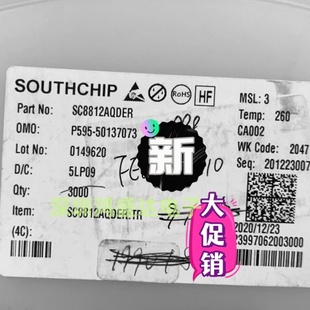 SOUTHCHIP
RoHS
HF
MSL: 3
Part No: SC8812AQDER
Temp: 260
OMO: P595-50137073
CA002
Lot No 0149620
WK Code: 2047
Seq: 201223007
D/C: 5LP09
Qty: 3000
Item: SC8812AQDER.TR
(4C):
新
大促销
2020/12/23
3997062003000